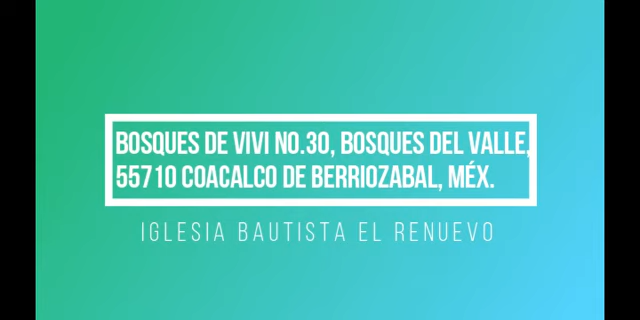 BOSQUES DE VIVI NO.30, BOSQUES DEL VALLE,
55710 COACALCO DE BERRIOZABAL, MÉX.
IGLESIA BAUTISTA EL RENUEVO